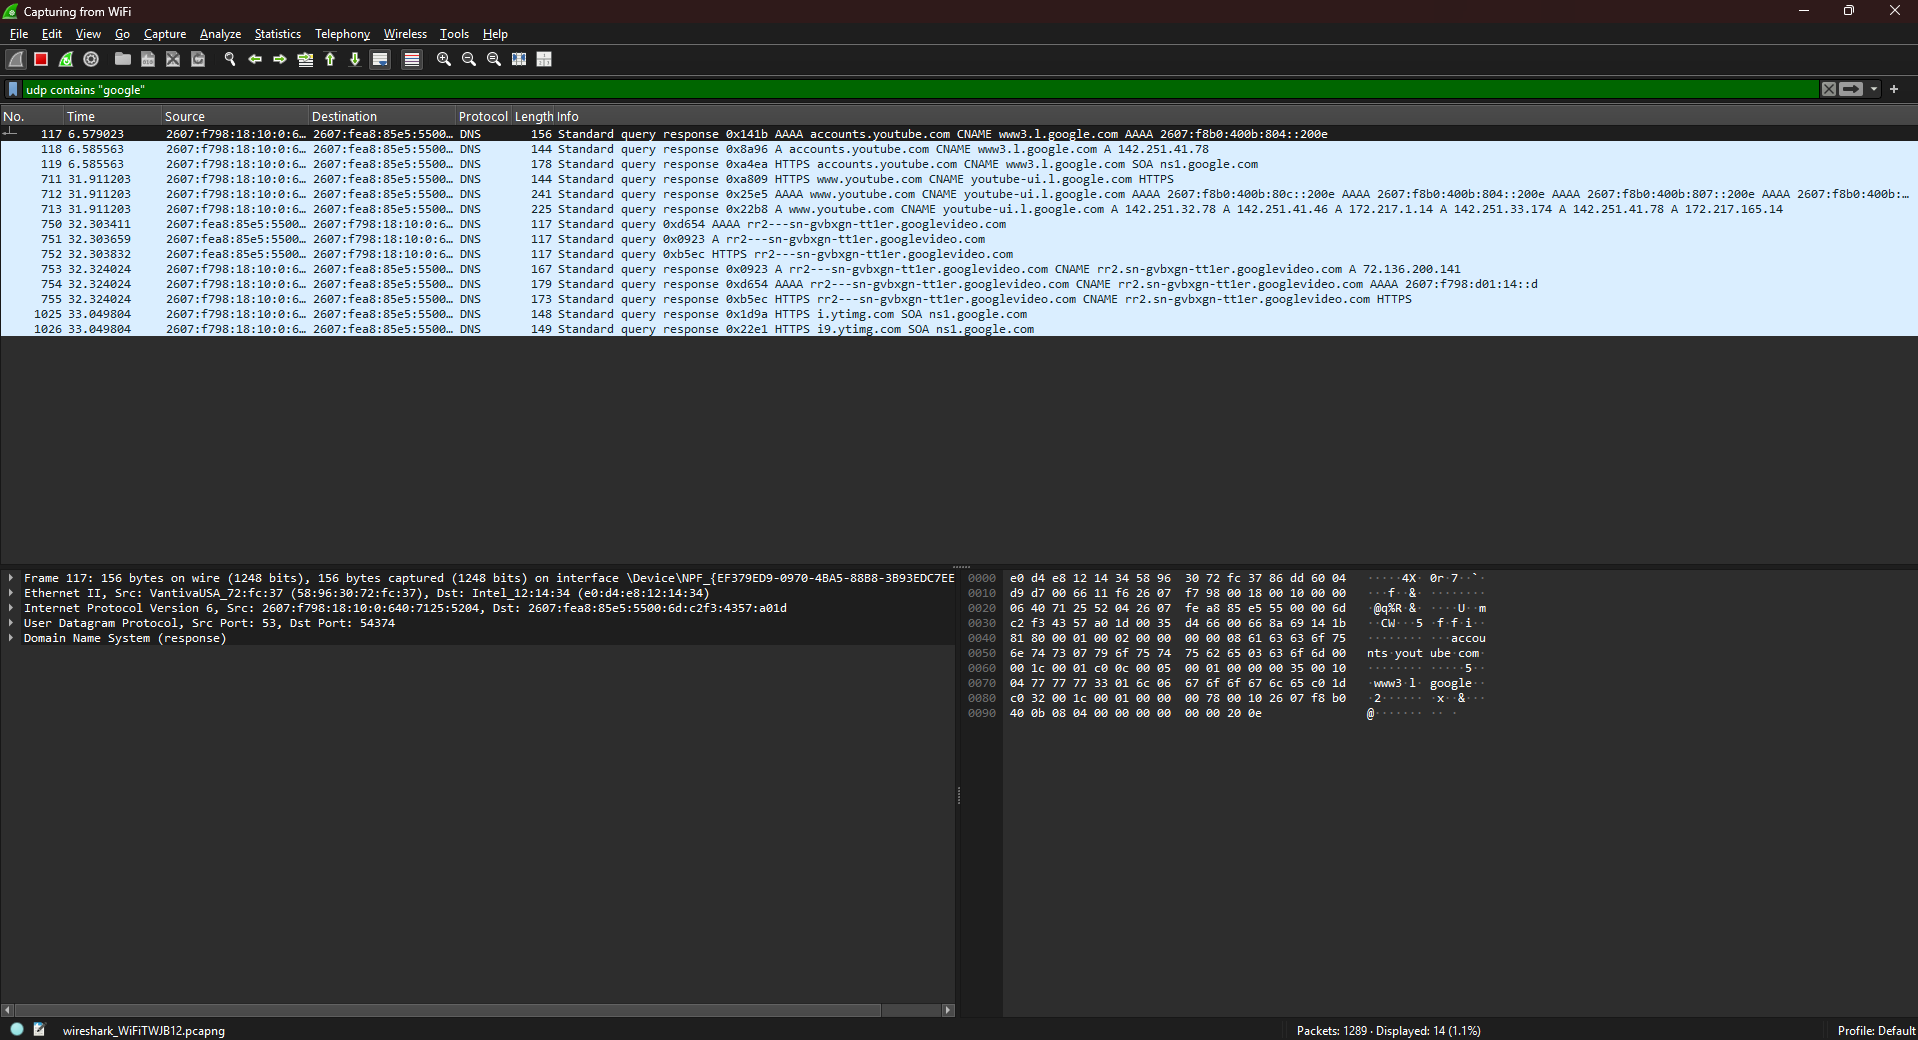 Capturing from WiFi
File Edit View Go Capture Analyze Statistics Telephony Wireless Tools Help
udp contains "google"
No. Time Source Destination Protocol Length Info
117 6.579023 2607:f798:18:10:0:6… 2607:fea8:85e5:5500… DNS 156 Standard query response 0x141b AAAA accounts.youtube.com CNAME www3.l.google.com AAAA 2607:f8b0:400b:804::200e
118 6.585563 2607:f798:18:10:0:6… 2607:fea8:85e5:5500… DNS 144 Standard query response 0x8a96 A accounts.youtube.com CNAME www3.l.google.com A 142.251.41.78
119 6.585563 2607:f798:18:10:0:6… 2607:fea8:85e5:5500… DNS 178 Standard query response 0xa4ea HTTPS accounts.youtube.com CNAME www3.l.google.com SOA ns1.google.com
711 31.911203 2607:f798:18:10:0:6… 2607:fea8:85e5:5500… DNS 144 Standard query response 0xa809 HTTPS www.youtube.com CNAME youtube-ui.l.google.com HTTPS
712 31.911203 2607:f798:18:10:0:6… 2607:fea8:85e5:5500… DNS 241 Standard query response 0x25e5 AAAA www.youtube.com CNAME youtube-ui.l.google.com AAAA 2607:f8b0:400b:80c::200e AAAA 2607:f8b0:400b:804::200e AAAA 2607:f8b0:400b:807::200e AAAA 2607:f8b0:400b:…
713 31.911203 2607:f798:18:10:0:6… 2607:fea8:85e5:5500… DNS 225 Standard query response 0x22b8 A www.youtube.com CNAME youtube-ui.l.google.com A 142.251.32.78 A 142.251.41.46 A 172.217.1.14 A 142.251.33.174 A 142.251.41.78 A 172.217.165.14
750 32.303411 2607:fea8:85e5:5500… 2607:f798:18:10:0:6… DNS 117 Standard query 0xd654 AAAA rr2---sn-gvbxgn-tt1er.googlevideo.com
751 32.303659 2607:fea8:85e5:5500… 2607:f798:18:10:0:6… DNS 117 Standard query 0x0923 A rr2---sn-gvbxgn-tt1er.googlevideo.com
752 32.303832 2607:fea8:85e5:5500… 2607:f798:18:10:0:6… DNS 117 Standard query 0xb5ec HTTPS rr2---sn-gvbxgn-tt1er.googlevideo.com
753 32.324024 2607:f798:18:10:0:6… 2607:fea8:85e5:5500… DNS 167 Standard query response 0x0923 A rr2---sn-gvbxgn-tt1er.googlevideo.com CNAME rr2.sn-gvbxgn-tt1er.googlevideo.com A 72.136.200.141
754 32.324024 2607:f798:18:10:0:6… 2607:fea8:85e5:5500… DNS 179 Standard query response 0xd654 AAAA rr2---sn-gvbxgn-tt1er.googlevideo.com CNAME rr2.sn-gvbxgn-tt1er.googlevideo.com AAAA 2607:f798:d01:14::d
755 32.324024 2607:f798:18:10:0:6… 2607:fea8:85e5:5500… DNS 173 Standard query response 0xb5ec HTTPS rr2---sn-gvbxgn-tt1er.googlevideo.com CNAME rr2.sn-gvbxgn-tt1er.googlevideo.com HTTPS
1025 33.049804 2607:f798:18:10:0:6… 2607:fea8:85e5:5500… DNS 148 Standard query response 0x1d9a HTTPS i.ytimg.com SOA ns1.google.com
1026 33.049804 2607:f798:18:10:0:6… 2607:fea8:85e5:5500… DNS 149 Standard query response 0x22e1 HTTPS i9.ytimg.com SOA ns1.google.com
Frame 117: 156 bytes on wire (1248 bits), 156 bytes captured (1248 bits) on interface \Device\NPF_{EF379ED9-0970-4BA5-88B8-3B93EDC7EE
Ethernet II, Src: VantivaUSA_72:fc:37 (58:96:30:72:fc:37), Dst: Intel_12:14:34 (e0:d4:e8:12:14:34)
Internet Protocol Version 6, Src: 2607:f798:18:10:0:640:7125:5204, Dst: 2607:fea8:85e5:5500:6d:c2f3:4357:a01d
User Datagram Protocol, Src Port: 53, Dst Port: 54374
Domain Name System (response)
0000 e0 d4 e8 12 14 34 58 96 30 72 fc 37 86 dd 60 04 ·····4X· 0r·7··`·
0010 d9 d7 00 66 11 f6 26 07 f7 98 00 18 00 10 00 00 ···f··&· ········
0020 06 40 71 25 52 04 26 07 fe a8 85 e5 55 00 00 6d ·@q%R·&· ····U··m
0030 c2 f3 43 57 a0 1d 00 35 d4 66 00 66 8a 69 14 1b ··CW···5 ·f·f·i··
0040 81 80 00 01 00 02 00 00 00 00 08 61 63 63 6f 75 ········ ···accou
0050 6e 74 73 07 79 6f 75 74 75 62 65 03 63 6f 6d 00 nts·yout ube·com·
0060 00 1c 00 01 c0 0c 00 05 00 01 00 00 00 35 00 10 ········ ·····5··
0070 04 77 77 77 33 01 6c 06 67 6f 6f 67 6c 65 c0 1d ·www3·l· google··
0080 c0 32 00 1c 00 01 00 00 00 78 00 10 26 07 f8 b0 ·2······ ·x··&···
0090 40 0b 08 04 00 00 00 00 00 00 20 0e @······· ·· ·
wireshark_WiFiTWJB12.pcapng
Packets: 1289 · Displayed: 14 (1.1%)
Profile: Default